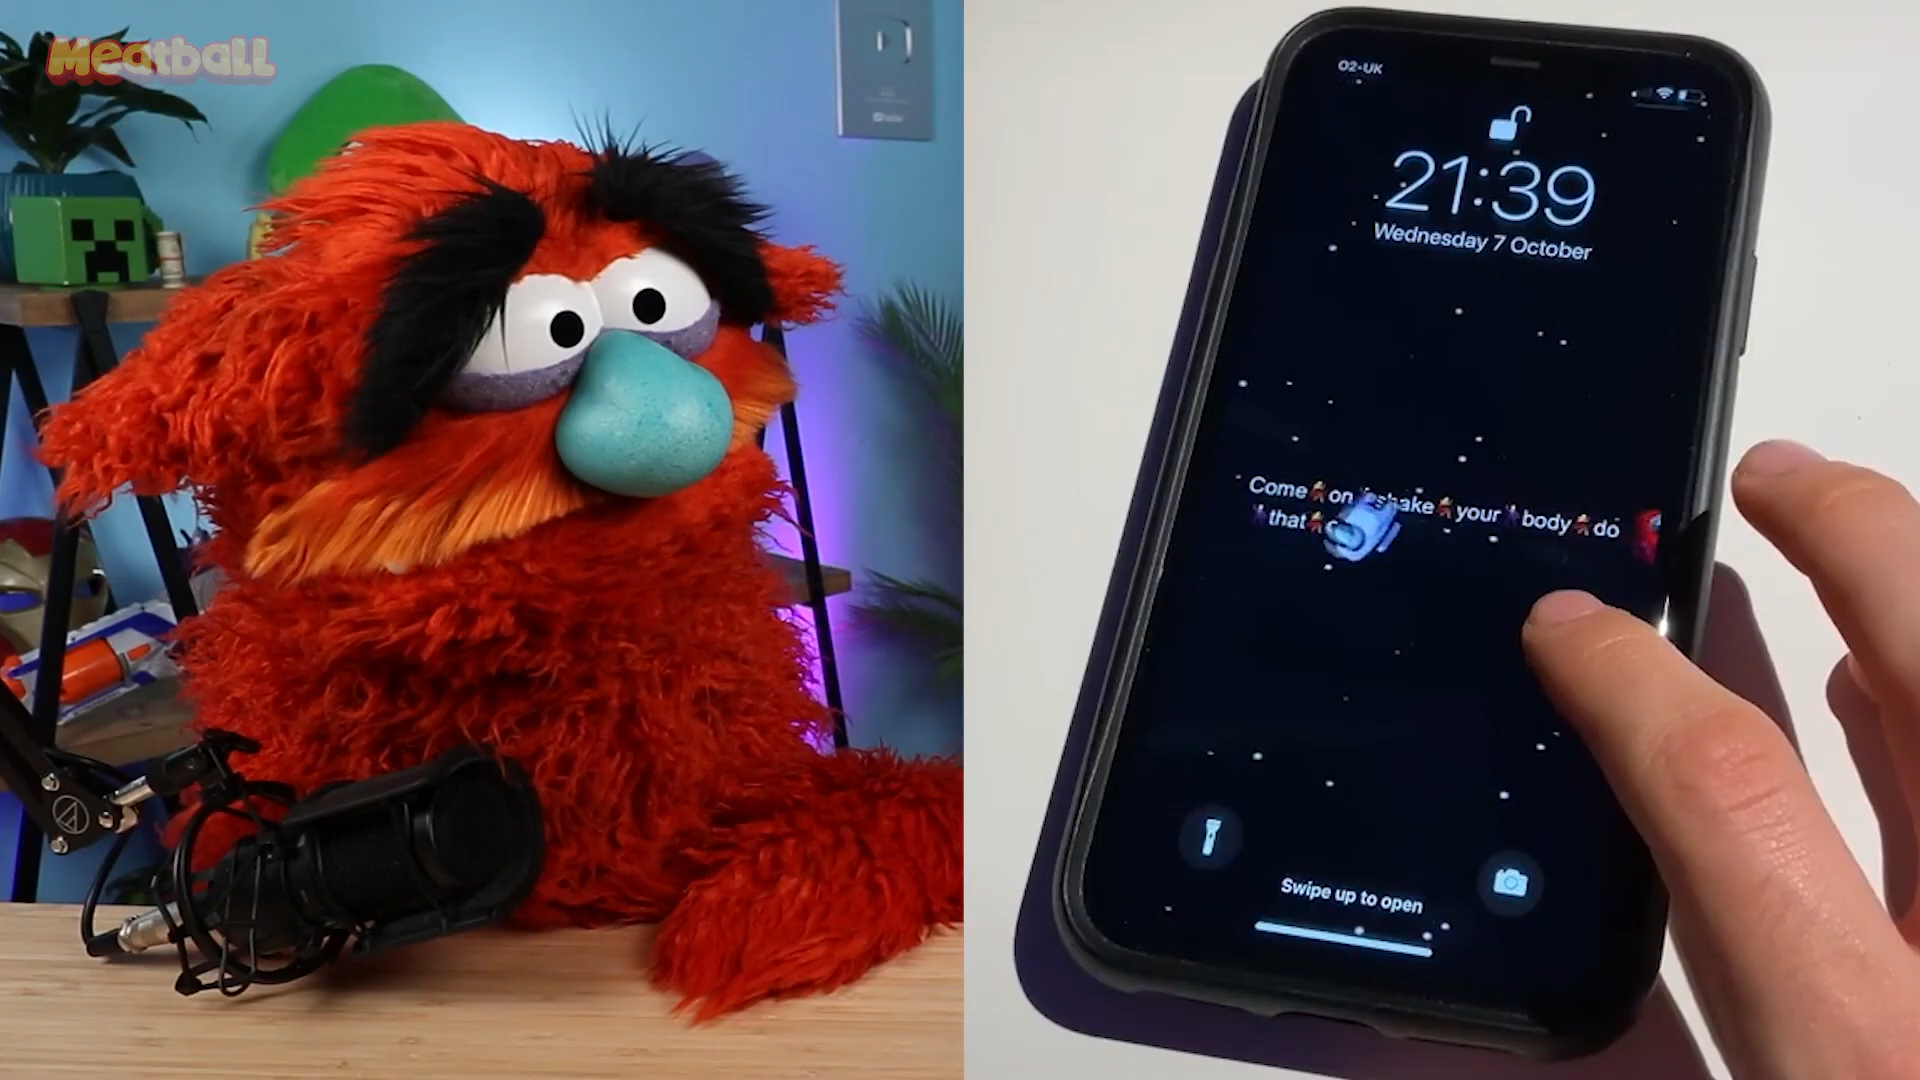 Meatball
O2-UK
21:39
Wednesday 7 October
Come on shake your body do
that
Swipe up to open